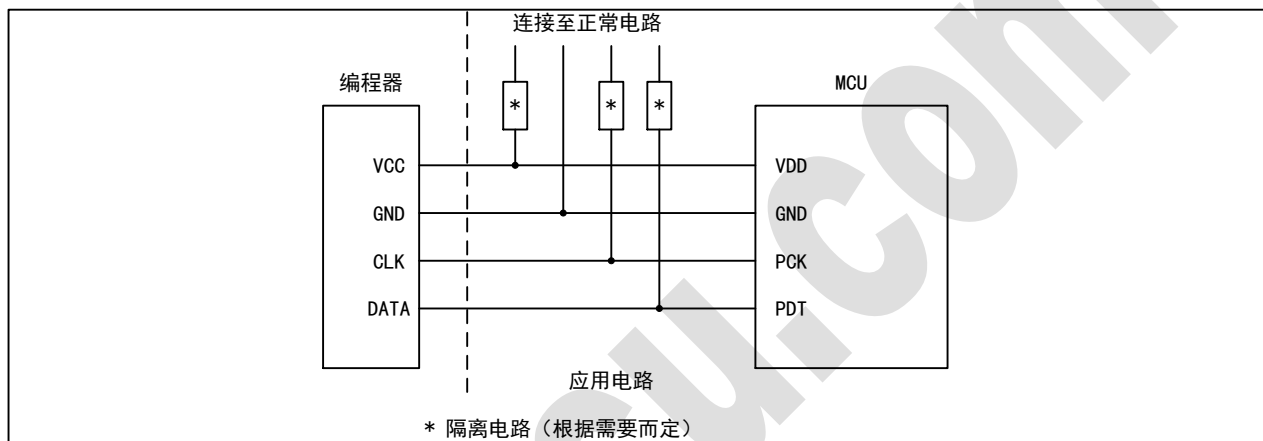 连接至正常电路
编程器
MCU
* * *
VCC VDD
GND GND
CLK PCK
DATA PDT
应用电路
* 隔离电路（根据需要而定）